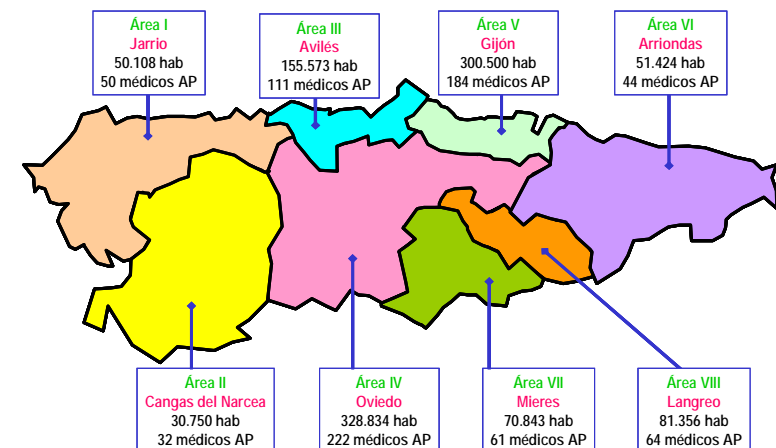 Área I
Jarrio
50.108 hab
50 médicos AP
Área III
Avilés
155.573 hab
111 médicos AP
Área V
Gijón
300.500 hab
184 médicos AP
Área VI
Arriondas
51.424 hab
44 médicos AP
Área II
Cangas del Narcea
30.750 hab
32 médicos AP
Área IV
Oviedo
328.834 hab
222 médicos AP
Área VII
Mieres
70.843 hab
61 médicos AP
Área VIII
Langreo
81.356 hab
64 médicos AP